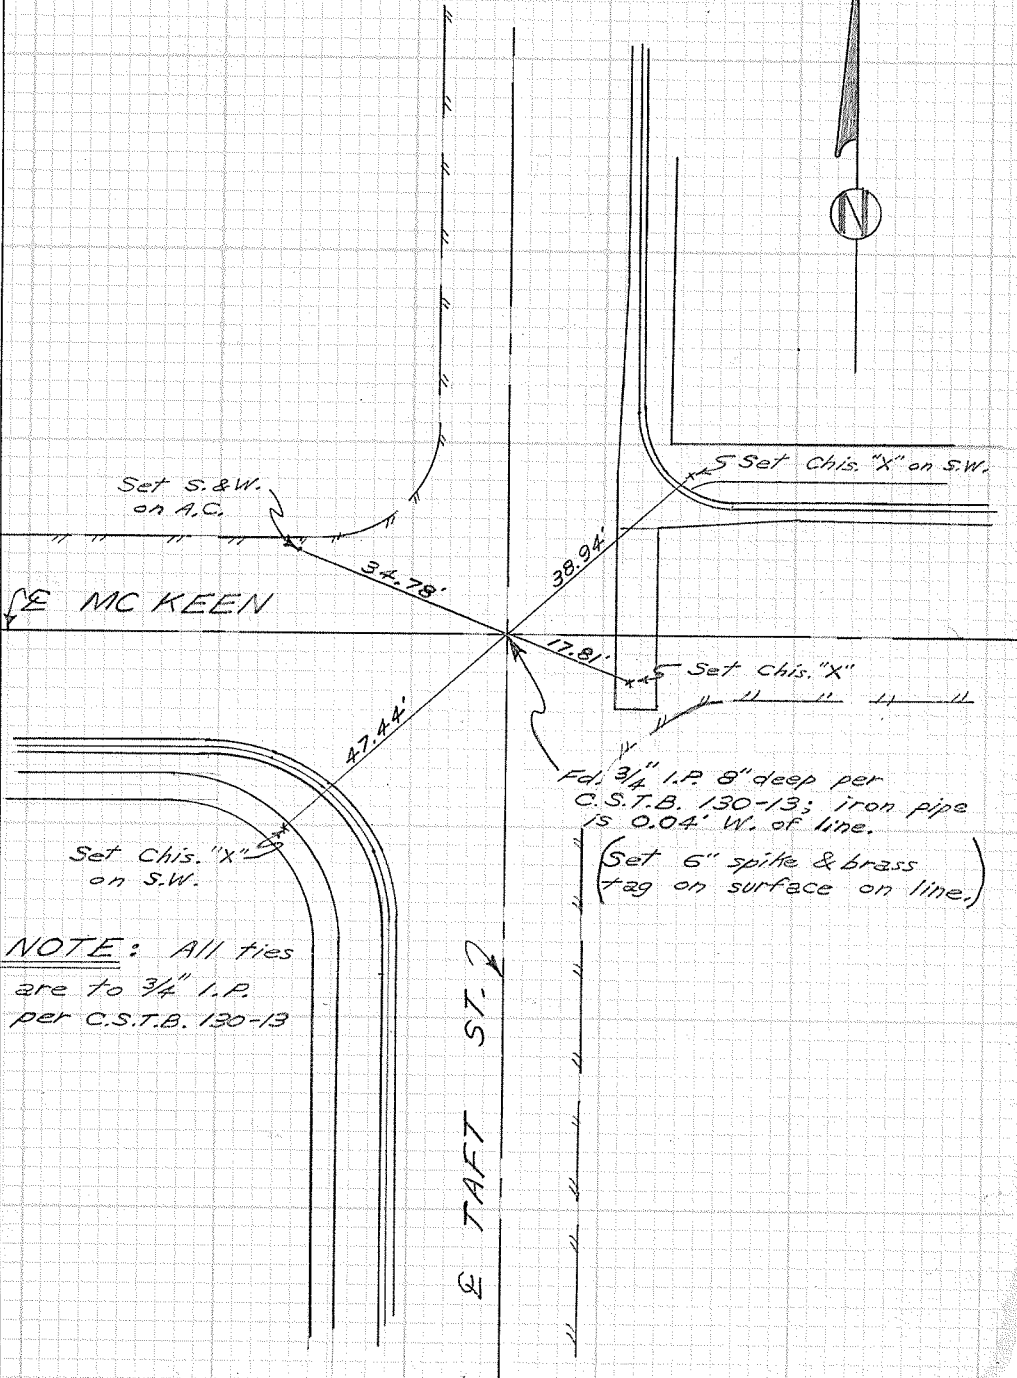 N
Set Chis. "X" on S.W.
Set S.&W.
on A.C.
38.94'
34.78'
℄ MC KEEN
17.81'
Set Chis. "X"
47.44'
Fd. 3/4" I.P. 8" deep per
C.S.T.B. 130-13; iron pipe
is 0.04' W. of line.
(Set 6" spike & brass
tag on surface on line.)
Set Chis. "X"
on S.W.
NOTE: All ties
are to 3/4" I.P.
per C.S.T.B. 130-13
℄ TAFT ST.